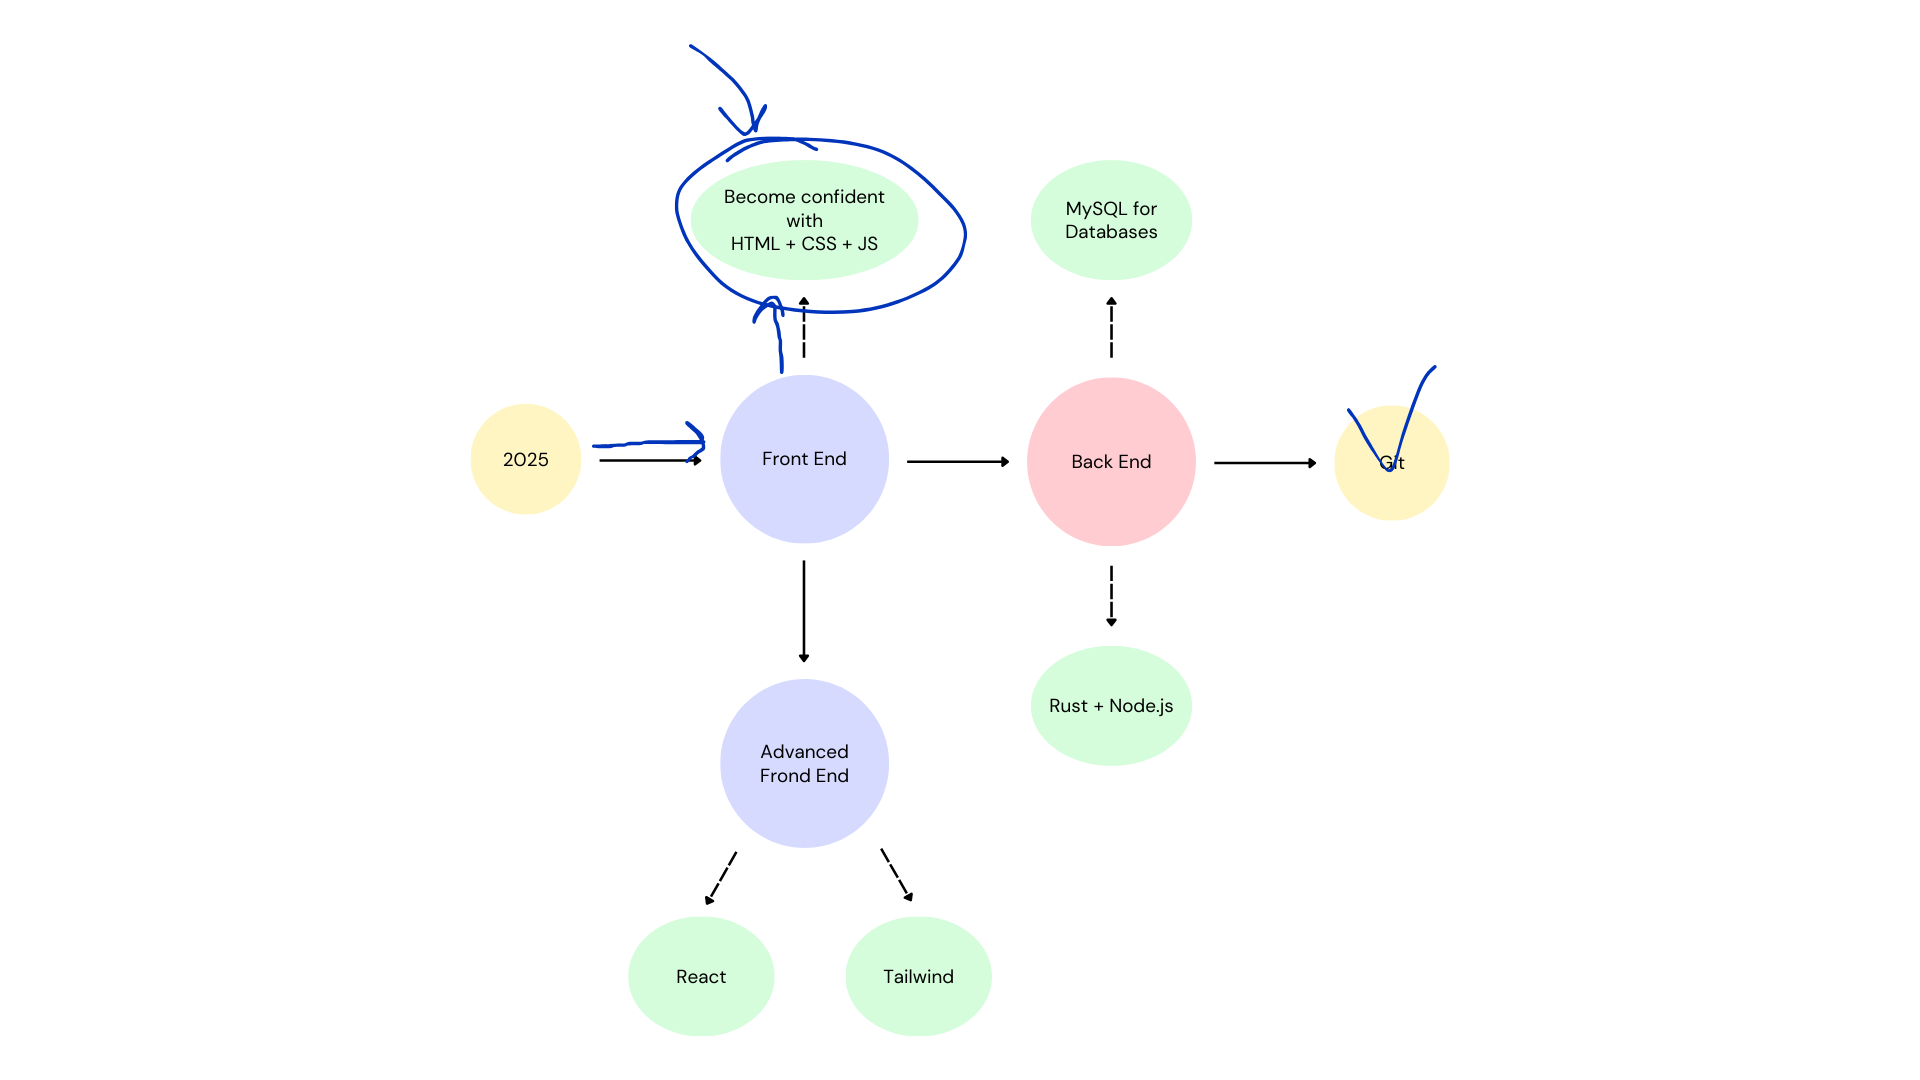 Become confident
with
HTML + CSS + JS
MySQL for
Databases
2025
Front End
Back End
Git
Advanced
Frond End
Rust + Node.js
React
Tailwind